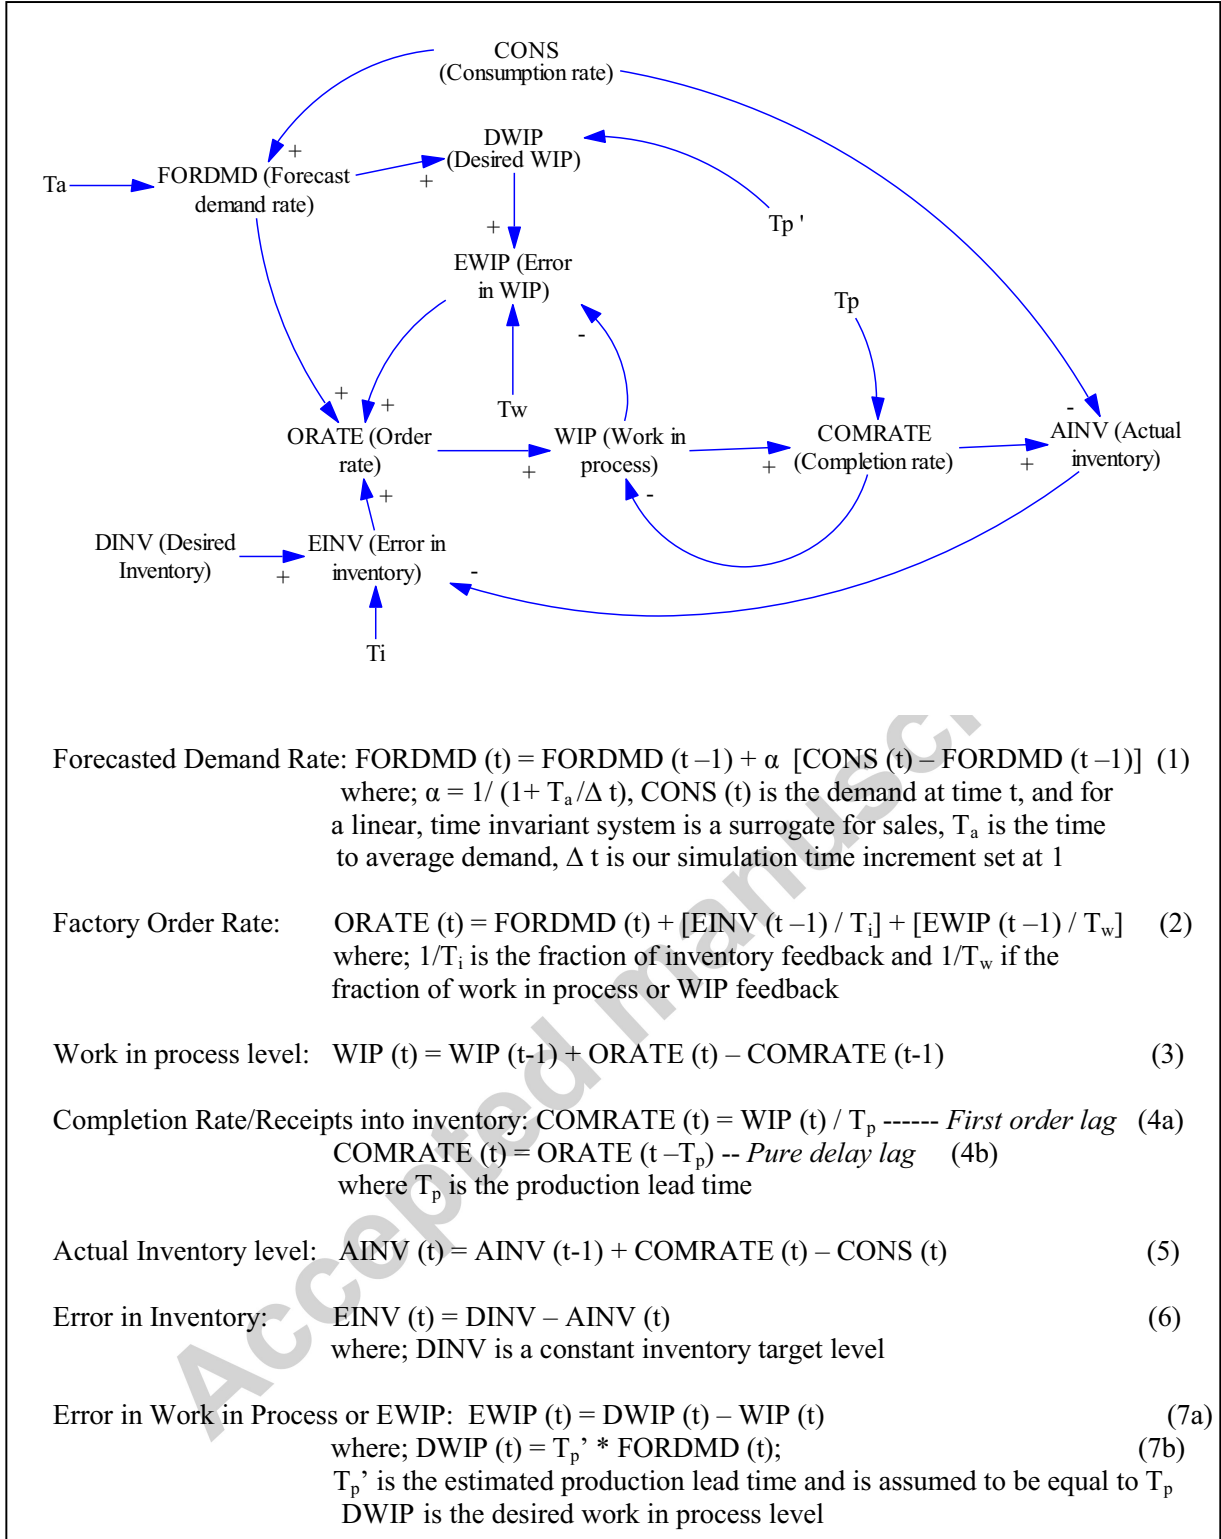 CONS
(Consumption rate)
DWIP
(Desired WIP)
+
Ta
FORDMD (Forecast
demand rate)
+
Tp '
+
EWIP (Error
in WIP)
Tp
-
+
+
Tw
-
ORATE (Order
rate)
+
WIP (Work in
process)
+
COMRATE
(Completion rate)
+
AINV (Actual
inventory)
-
+
DINV (Desired
Inventory)
+
EINV (Error in
inventory)
-
Ti
Forecasted Demand Rate: FORDMD (t) = FORDMD (t –1) + α [CONS (t) – FORDMD (t –1)] (1)
where; α = 1/ (1+ Ta /Δ t), CONS (t) is the demand at time t, and for
a linear, time invariant system is a surrogate for sales, Ta is the time
to average demand, Δ t is our simulation time increment set at 1
Factory Order Rate: ORATE (t) = FORDMD (t) + [EINV (t –1) / Ti] + [EWIP (t –1) / Tw] (2)
where; 1/Ti is the fraction of inventory feedback and 1/Tw if the
fraction of work in process or WIP feedback
Work in process level: WIP (t) = WIP (t-1) + ORATE (t) – COMRATE (t-1) (3)
Completion Rate/Receipts into inventory: COMRATE (t) = WIP (t) / Tp ------ First order lag (4a)
COMRATE (t) = ORATE (t –Tp) -- Pure delay lag (4b)
where Tp is the production lead time
Actual Inventory level: AINV (t) = AINV (t-1) + COMRATE (t) – CONS (t) (5)
Error in Inventory: EINV (t) = DINV – AINV (t) (6)
where; DINV is a constant inventory target level
Error in Work in Process or EWIP: EWIP (t) = DWIP (t) – WIP (t) (7a)
where; DWIP (t) = Tp’ * FORDMD (t); (7b)
Tp’ is the estimated production lead time and is assumed to be equal to Tp
DWIP is the desired work in process level
Accepted manuscr